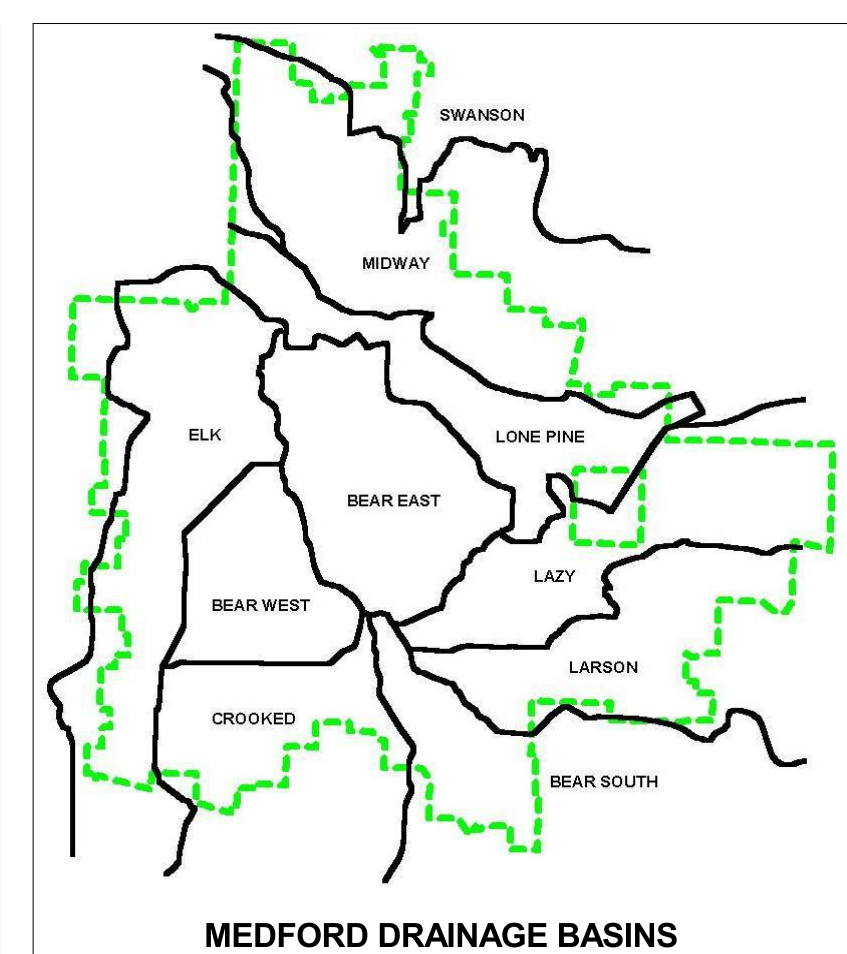 SWANSON
MIDWAY
ELK
LONE PINE
BEAR EAST
LAZY
BEAR WEST
LARSON
CROOKED
BEAR SOUTH
MEDFORD DRAINAGE BASINS